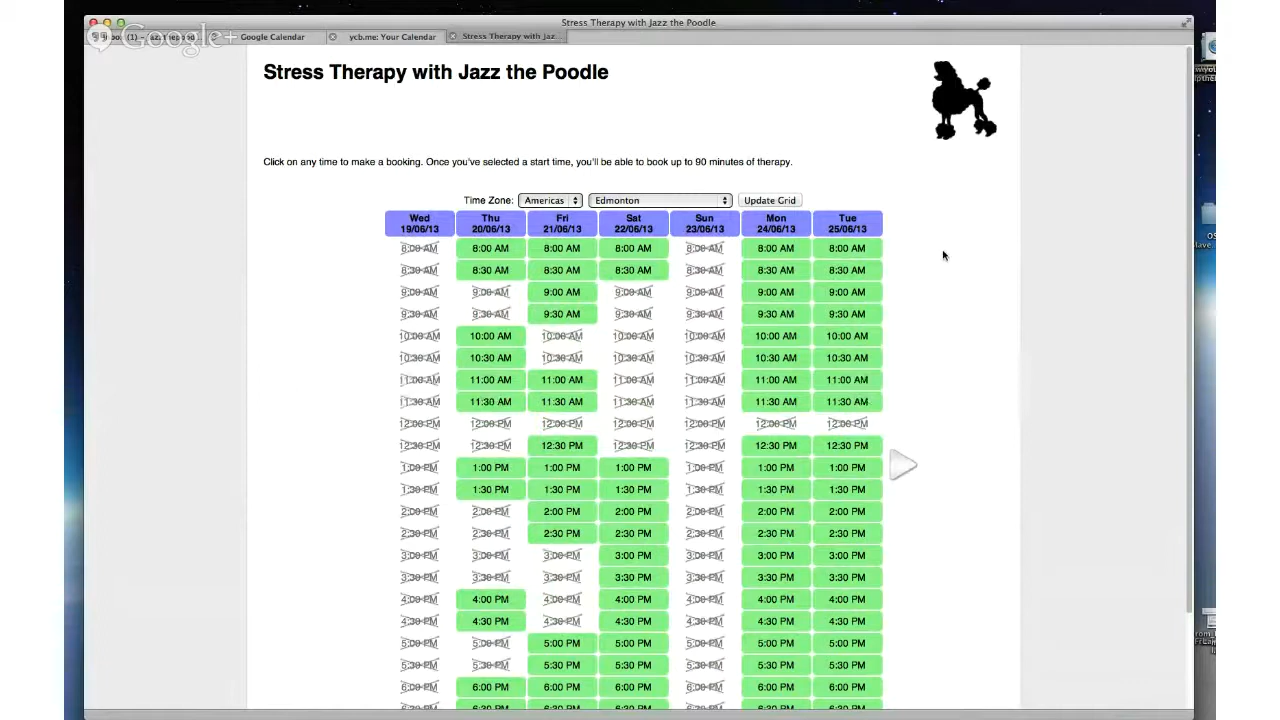 Stress Therapy with Jazz the Poodle
Google+
Google Calendar
ycb.me: Your Calendar
Stress Therapy with Jaz...
Stress Therapy with Jazz the Poodle
Click on any time to make a booking. Once you've selected a start time, you'll be able to book up to 90 minutes of therapy.
Time Zone: Americas Edmonton Update Grid
Wed Thu Fri Sat Sun Mon Tue
19/06/13 20/06/13 21/06/13 22/06/13 23/06/13 24/06/13 25/06/13
8:00 AM 8:00 AM 8:00 AM 8:00 AM 8:00 AM 8:00 AM 8:00 AM
8:30 AM 8:30 AM 8:30 AM 8:30 AM 8:30 AM 8:30 AM 8:30 AM
9:00 AM 9:00 AM 9:00 AM 9:00 AM 9:00 AM 9:00 AM 9:00 AM
9:30 AM 9:30 AM 9:30 AM 9:30 AM 9:30 AM 9:30 AM 9:30 AM
10:00 AM 10:00 AM 10:00 AM 10:00 AM 10:00 AM 10:00 AM 10:00 AM
10:30 AM 10:30 AM 10:30 AM 10:30 AM 10:30 AM 10:30 AM 10:30 AM
11:00 AM 11:00 AM 11:00 AM 11:00 AM 11:00 AM 11:00 AM 11:00 AM
11:30 AM 11:30 AM 11:30 AM 11:30 AM 11:30 AM 11:30 AM 11:30 AM
12:00 PM 12:00 PM 12:00 PM 12:00 PM 12:00 PM 12:00 PM 12:00 PM
12:30 PM 12:30 PM 12:30 PM 12:30 PM 12:30 PM 12:30 PM 12:30 PM
1:00 PM 1:00 PM 1:00 PM 1:00 PM 1:00 PM 1:00 PM 1:00 PM
1:30 PM 1:30 PM 1:30 PM 1:30 PM 1:30 PM 1:30 PM 1:30 PM
2:00 PM 2:00 PM 2:00 PM 2:00 PM 2:00 PM 2:00 PM 2:00 PM
2:30 PM 2:30 PM 2:30 PM 2:30 PM 2:30 PM 2:30 PM 2:30 PM
3:00 PM 3:00 PM 3:00 PM 3:00 PM 3:00 PM 3:00 PM 3:00 PM
3:30 PM 3:30 PM 3:30 PM 3:30 PM 3:30 PM 3:30 PM 3:30 PM
4:00 PM 4:00 PM 4:00 PM 4:00 PM 4:00 PM 4:00 PM 4:00 PM
4:30 PM 4:30 PM 4:30 PM 4:30 PM 4:30 PM 4:30 PM 4:30 PM
5:00 PM 5:00 PM 5:00 PM 5:00 PM 5:00 PM 5:00 PM 5:00 PM
5:30 PM 5:30 PM 5:30 PM 5:30 PM 5:30 PM 5:30 PM 5:30 PM
6:00 PM 6:00 PM 6:00 PM 6:00 PM 6:00 PM 6:00 PM 6:00 PM
6:30 PM 6:30 PM 6:30 PM 6:30 PM 6:30 PM 6:30 PM 6:30 PM